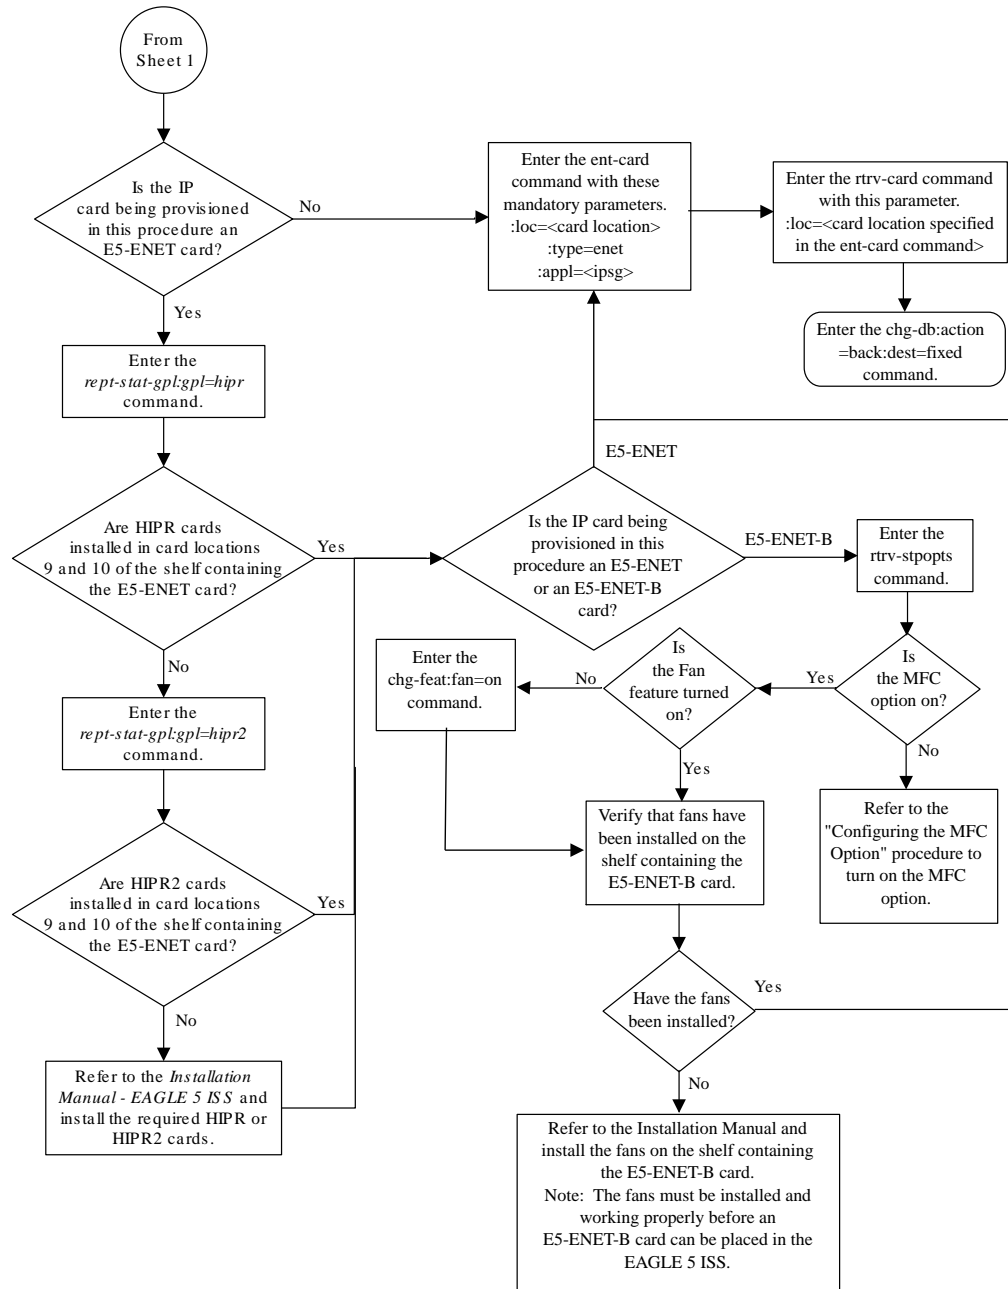 From
Sheet 1
Is the IP
card being provisioned
in this procedure an
E5-ENET card?
No
Yes
Enter the ent-card
command with these
mandatory parameters.
:loc=<card location>
:type=enet
:appl=<ipsg>
Enter the rtrv-card command
with this parameter.
:loc=<card location specified
in the ent-card command>
Enter the chg-db:action
=back:dest=fixed
command.
Enter the
rept-stat-gpl:gpl=hipr
command.
Are HIPR cards
installed in card locations
9 and 10 of the shelf containing
the E5-ENET card?
Yes
No
E5-ENET
Is the IP card being
provisioned in this
procedure an E5-ENET
or an E5-ENET-B
card?
E5-ENET-B
Enter the
rtrv-stpopts
command.
Is
the MFC
option on?
Yes
No
Is
the Fan
feature turned
on?
No
Yes
Enter the
chg-feat:fan=on
command.
Enter the
rept-stat-gpl:gpl=hipr2
command.
Verify that fans have
been installed on the
shelf containing the
E5-ENET-B card.
Refer to the
"Configuring the MFC
Option" procedure to
turn on the MFC
option.
Are HIPR2 cards
installed in card locations
9 and 10 of the shelf containing
the E5-ENET card?
Yes
No
Have the fans
been installed?
Yes
No
Refer to the Installation
Manual - EAGLE 5 ISS and
install the required HIPR or
HIPR2 cards.
Refer to the Installation Manual and
install the fans on the shelf containing
the E5-ENET-B card.
Note:  The fans must be installed and
working properly before an
E5-ENET-B card can be placed in the
EAGLE 5 ISS.